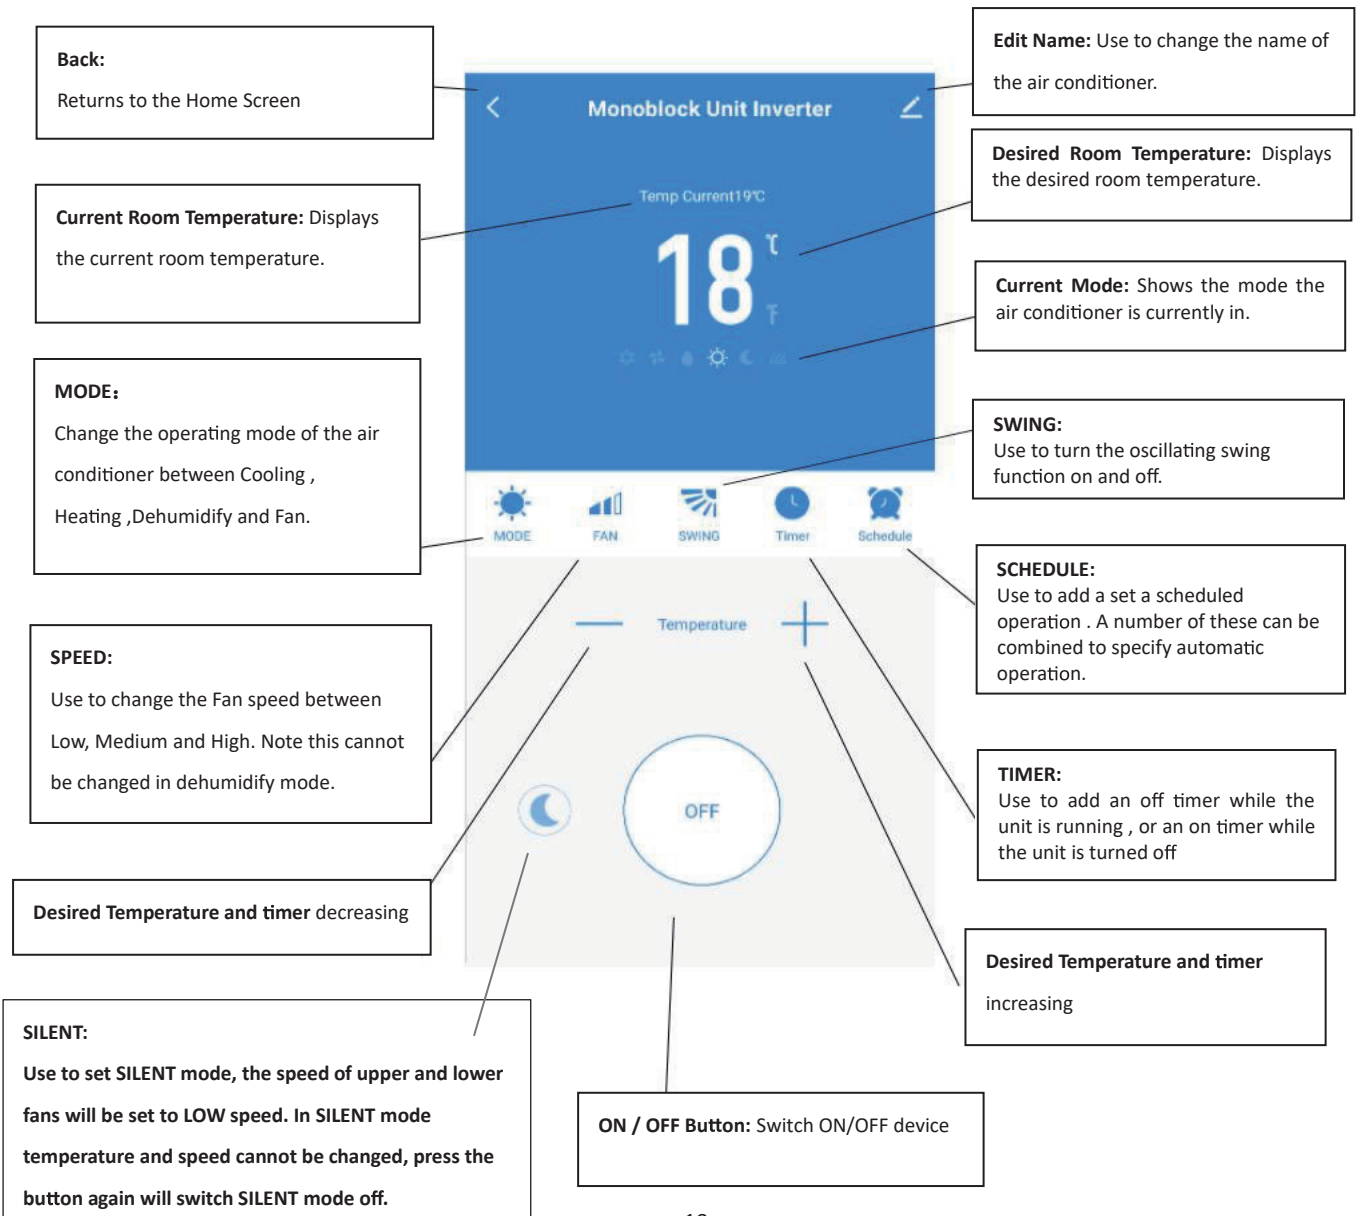 Back:
Returns to the Home Screen
Edit Name: Use to change the name of
the air conditioner.
Monoblock Unit Inverter
Desired Room Temperature: Displays
the desired room temperature.
Current Room Temperature: Displays
the current room temperature.
Temp Current19℃
18
℃
℉
Current Mode: Shows the mode the
air conditioner is currently in.
MODE：
Change the operating mode of the air
conditioner between Cooling ,
Heating ,Dehumidify and Fan.
SWING:
Use to turn the oscillating swing
function on and off.
MODE FAN SWING Timer Schedule
SCHEDULE:
Use to add a set a scheduled
operation . A number of these can be
combined to specify automatic
operation.
Temperature
SPEED:
Use to change the Fan speed between
Low, Medium and High. Note this cannot
be changed in dehumidify mode.
TIMER:
Use to add an off timer while the
unit is running , or an on timer while
the unit is turned off
OFF
Desired Temperature and timer decreasing
Desired Temperature and timer
increasing
SILENT:
Use to set SILENT mode, the speed of upper and lower
fans will be set to LOW speed. In SILENT mode
temperature and speed cannot be changed, press the
button again will switch SILENT mode off.
ON / OFF Button: Switch ON/OFF device